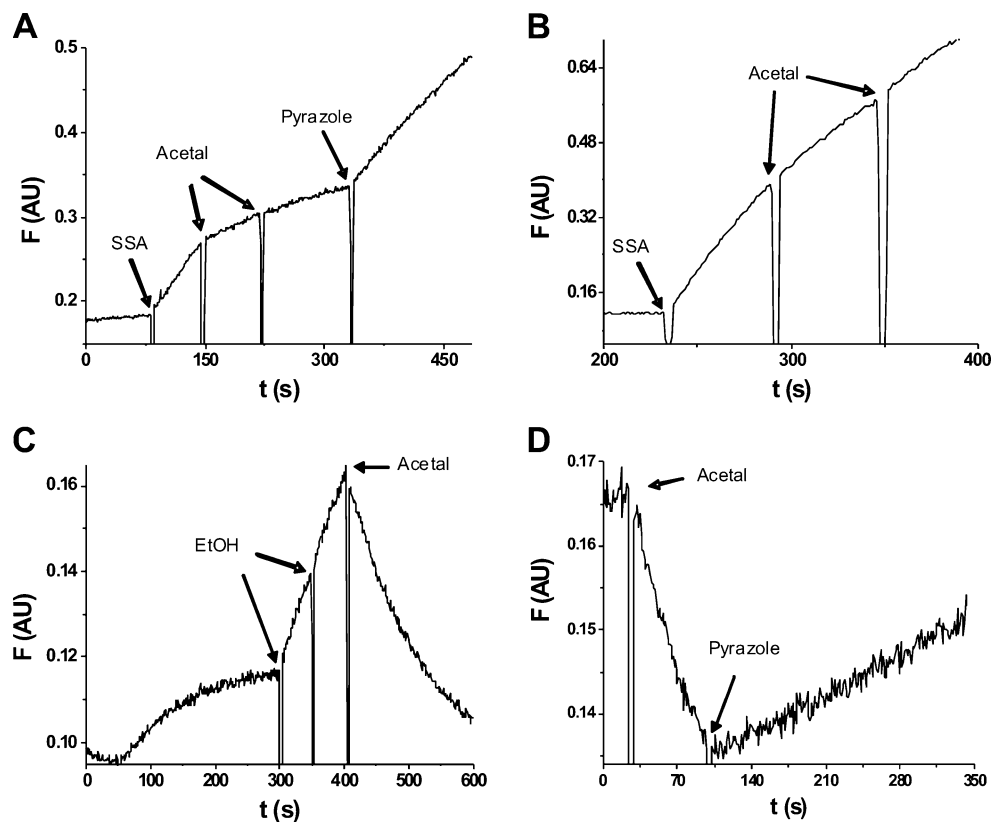 A
0.5
0.4
0.3
0.2
F (AU)
0
150
300
450
t (s)
SSA
Acetal
Pyrazole
B
0.64
0.48
0.32
0.16
F (AU)
200
300
400
t (s)
SSA
Acetal
C
0.16
0.14
0.12
0.10
F (AU)
0
100
200
300
400
500
600
t (s)
EtOH
Acetal
D
0.17
0.16
0.15
0.14
F (AU)
0
70
140
210
280
350
t (s)
Acetal
Pyrazole